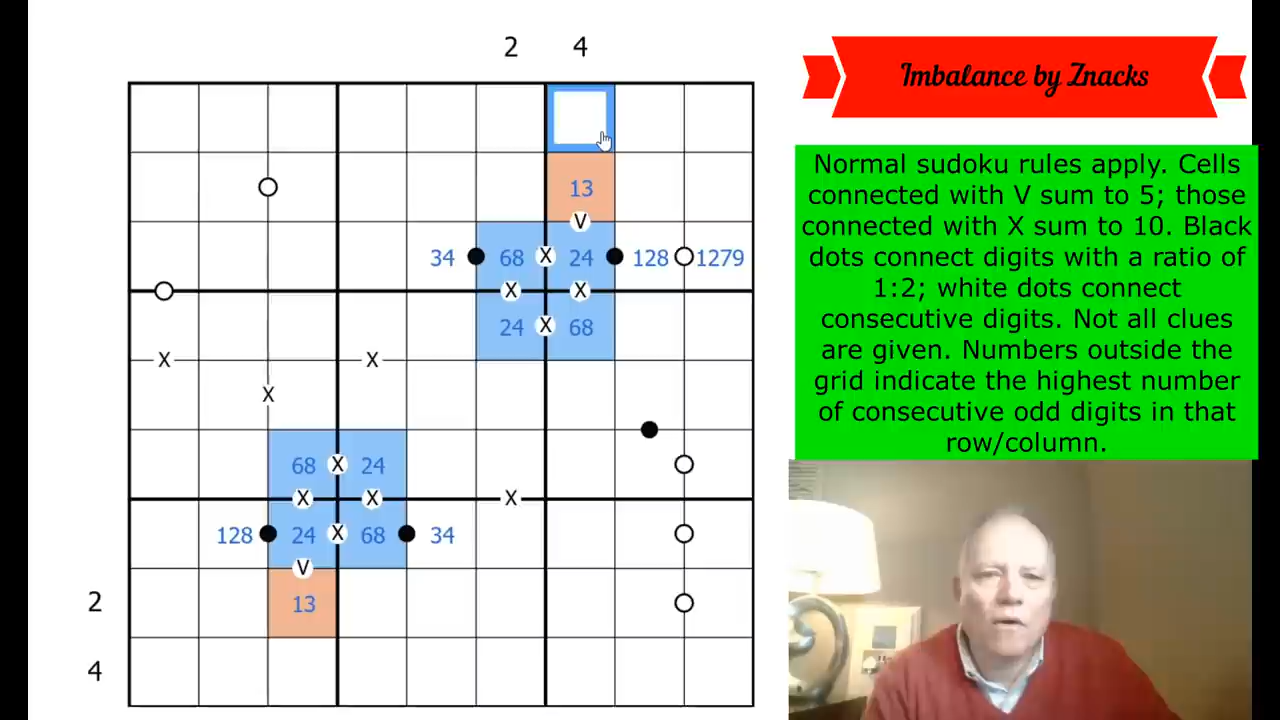 2 4
Imbalance by Znacks
Normal sudoku rules apply. Cells
connected with V sum to 5; those
connected with X sum to 10. Black
dots connect digits with a ratio of
1:2; white dots connect
consecutive digits. Not all clues
are given. Numbers outside the
grid indicate the highest number
of consecutive odd digits in that
row/column.
13
V
34 68 X 24 128 1279
X X
24 X 68
X X
X
68 X 24
X X X
128 24 X 68 34
V
2 13
4